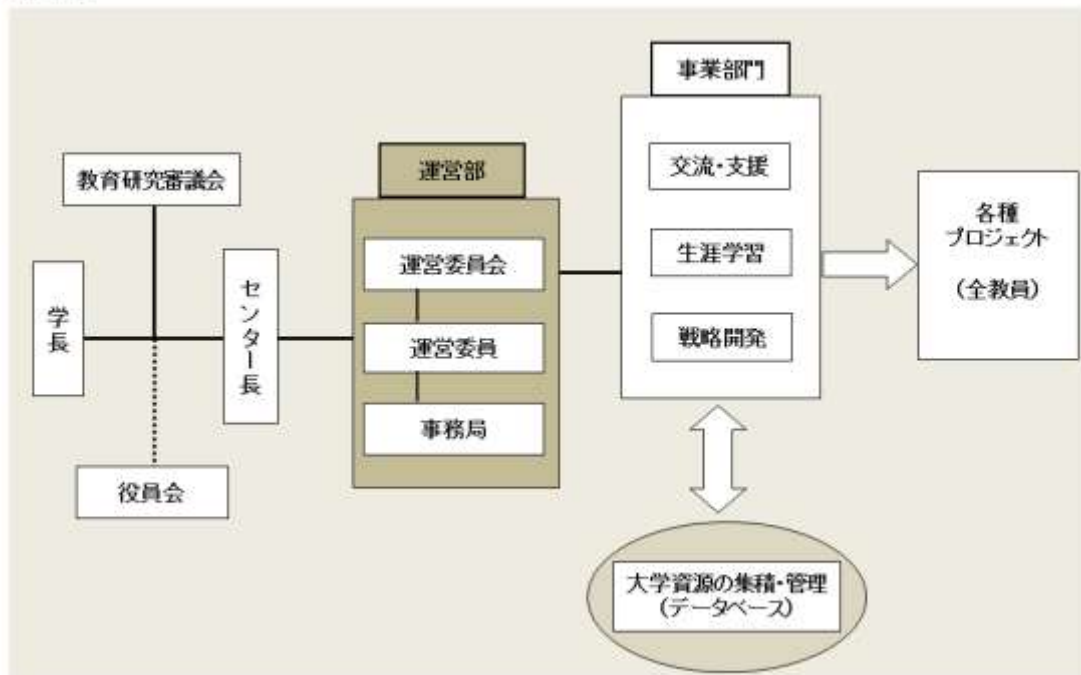 事業部門
交流・支援
生涯学習
戦略開発
教育研究審議会
学長
センター長
役員会
運営部
運営委員会
運営委員
事務局
各種
プロジェクト
（全教員）
大学資源の集積・管理
（データベース）